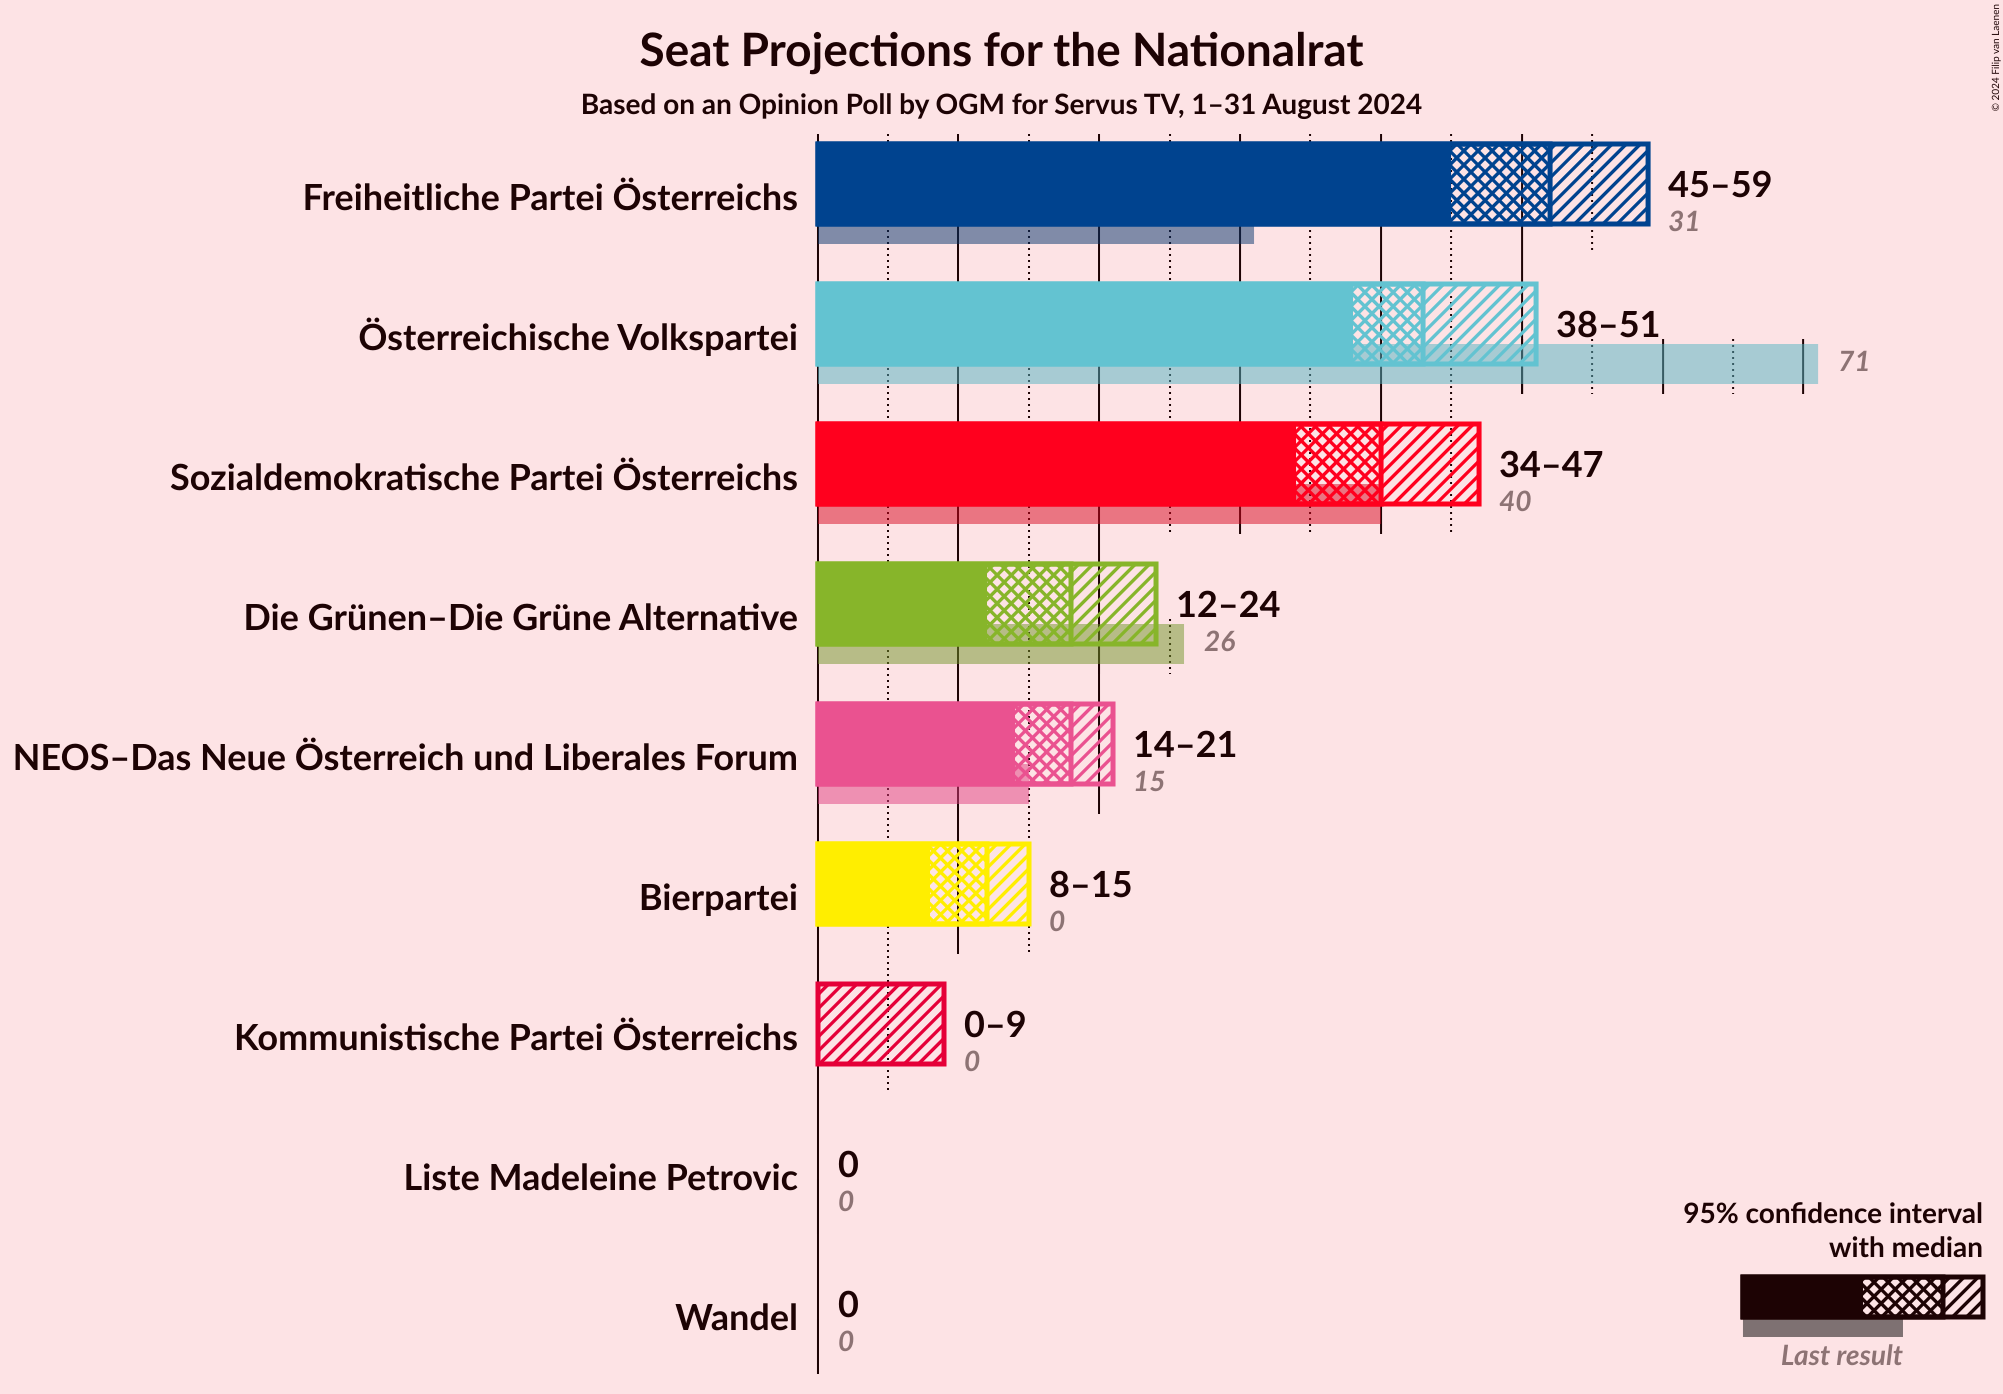 Seat Projections for the Nationalrat
Based on an Opinion Poll by OGM for Servus TV, 1–31 August 2024
© 2024 Filip van Laenen
Freiheitliche Partei Österreichs
45–59
31
Österreichische Volkspartei
38–51
71
Sozialdemokratische Partei Österreichs
34–47
40
Die Grünen–Die Grüne Alternative
12–24
26
NEOS–Das Neue Österreich und Liberales Forum
14–21
15
Bierpartei
8–15
0
Kommunistische Partei Österreichs
0–9
0
Liste Madeleine Petrovic
0
0
Wandel
0
0
95% confidence interval
with median
Last result